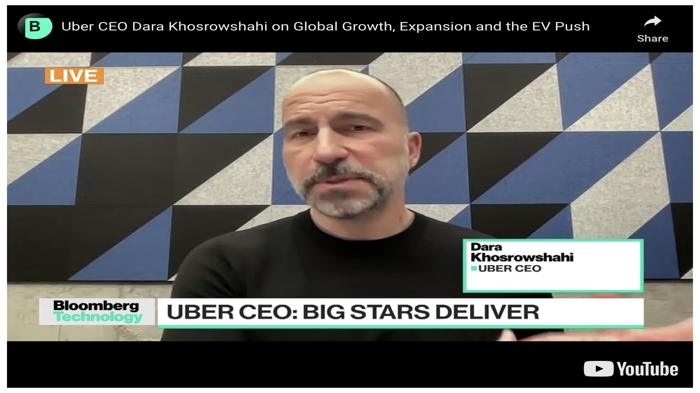 B
Uber CEO Dara Khosrowshahi on Global Growth, Expansion and the EV Push
Share
LIVE
Dara
Khosrowshahi
UBER CEO
Bloomberg
Technology
UBER CEO: BIG STARS DELIVER
YouTube